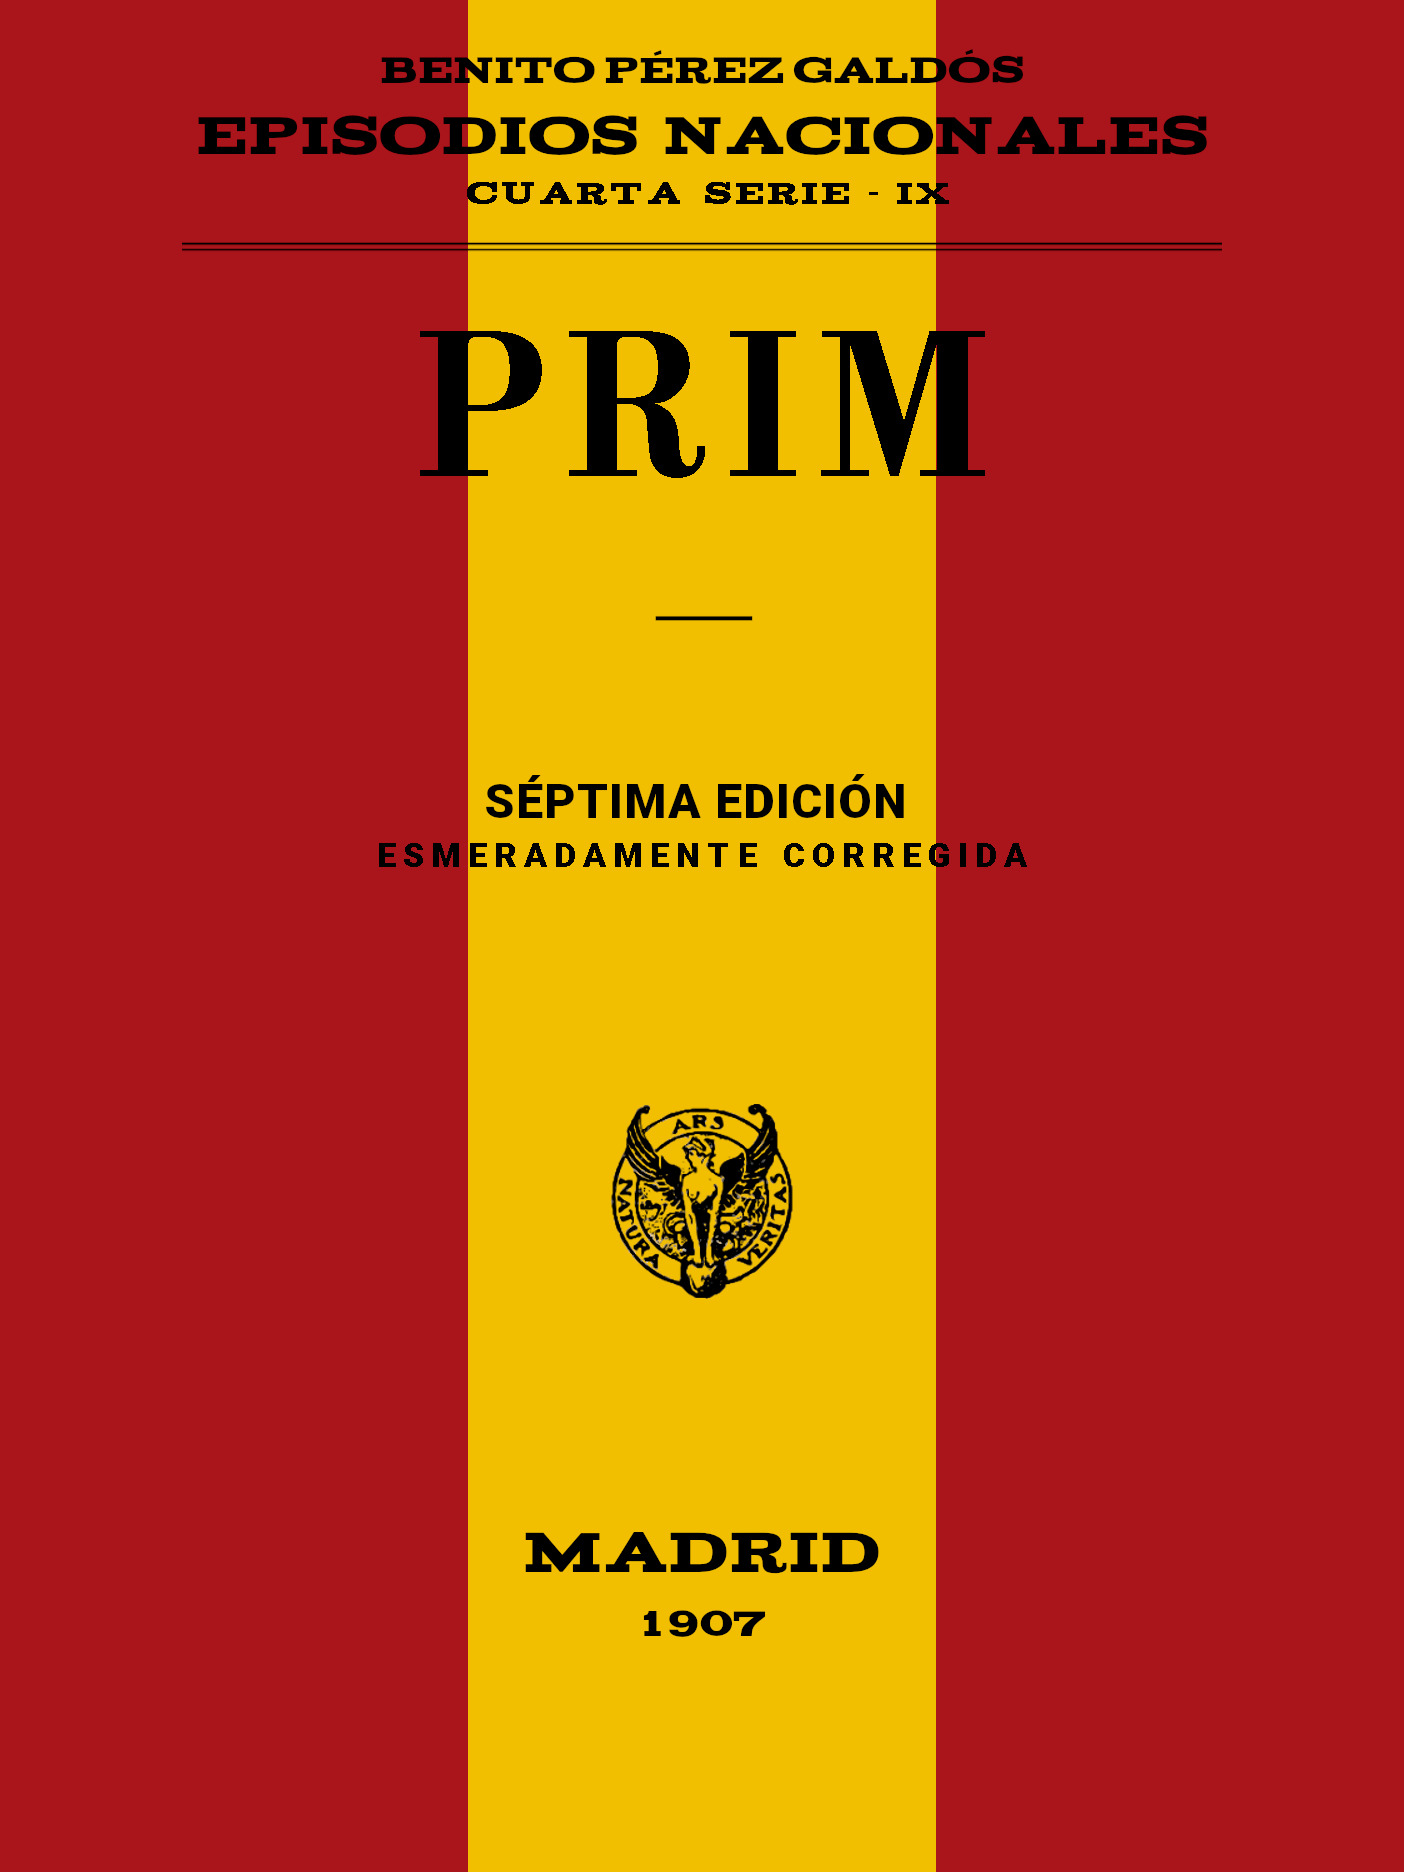 BENITO PÉREZ GALDÓS
EPISODIOS NACIONALES
CUARTA SERIE - IX
PRIM
SÉPTIMA EDICIÓN
ESMERADAMENTE CORREGIDA
ARS
NATURA
VERITAS
MADRID
1907